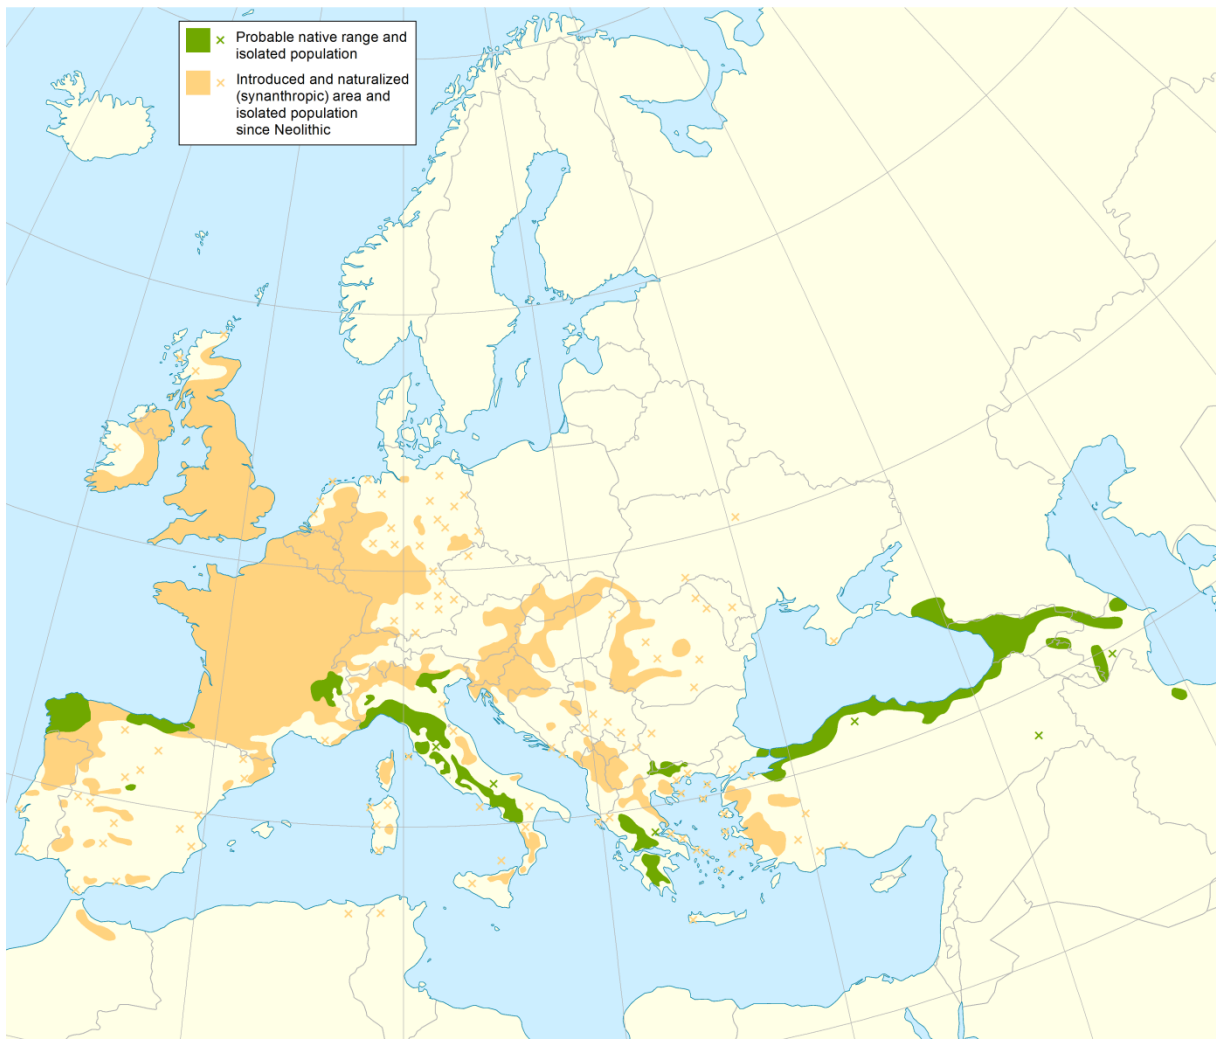 Probable native range and
isolated population
Introduced and naturalized
(synanthropic) area and
isolated population
since Neolithic